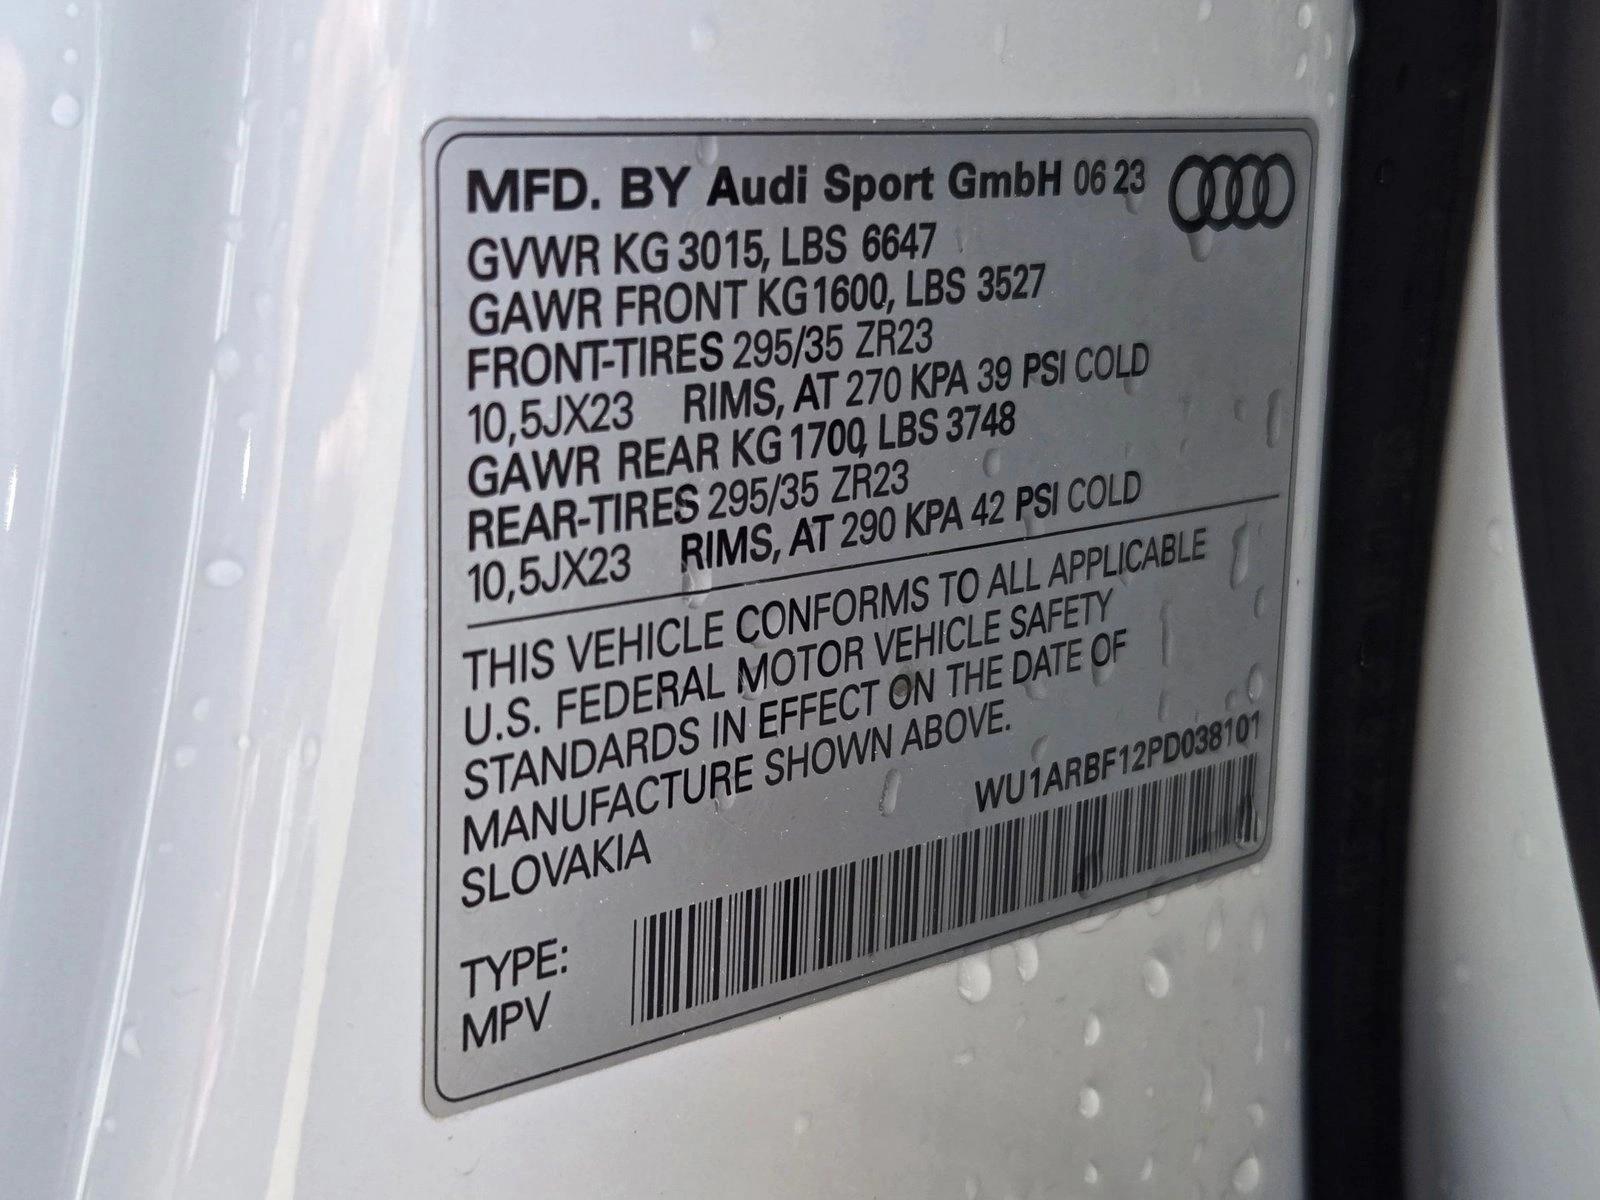 MFD. BY Audi Sport GmbH 06 23
GVWR KG 3015, LBS 6647
GAWR FRONT KG 1600, LBS 3527
FRONT-TIRES 295/35 ZR23
10,5JX23 RIMS, AT 270 KPA 39 PSI COLD
GAWR REAR KG 1700, LBS 3748
REAR-TIRES 295/35 ZR23
10,5JX23 RIMS, AT 290 KPA 42 PSI COLD
THIS VEHICLE CONFORMS TO ALL APPLICABLE
U.S. FEDERAL MOTOR VEHICLE SAFETY
STANDARDS IN EFFECT ON THE DATE OF
MANUFACTURE SHOWN ABOVE.
SLOVAKIA
WU1ARBF12PD038101
TYPE:
MPV